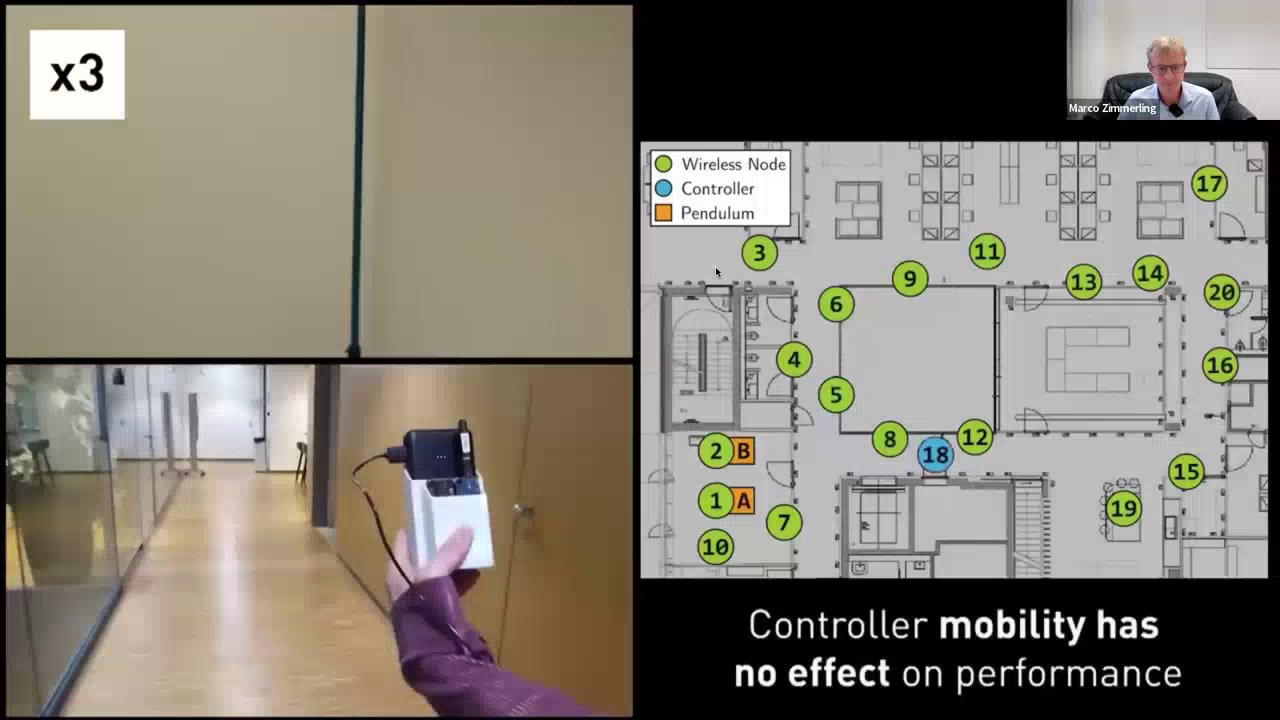 x3
Marco Zimmerling
Wireless Node
Controller
Pendulum
17
3
11
9
13
14
20
6
4
16
5
8
12
18
2 B
15
1 A
19
7
10
Controller mobility has
no effect on performance